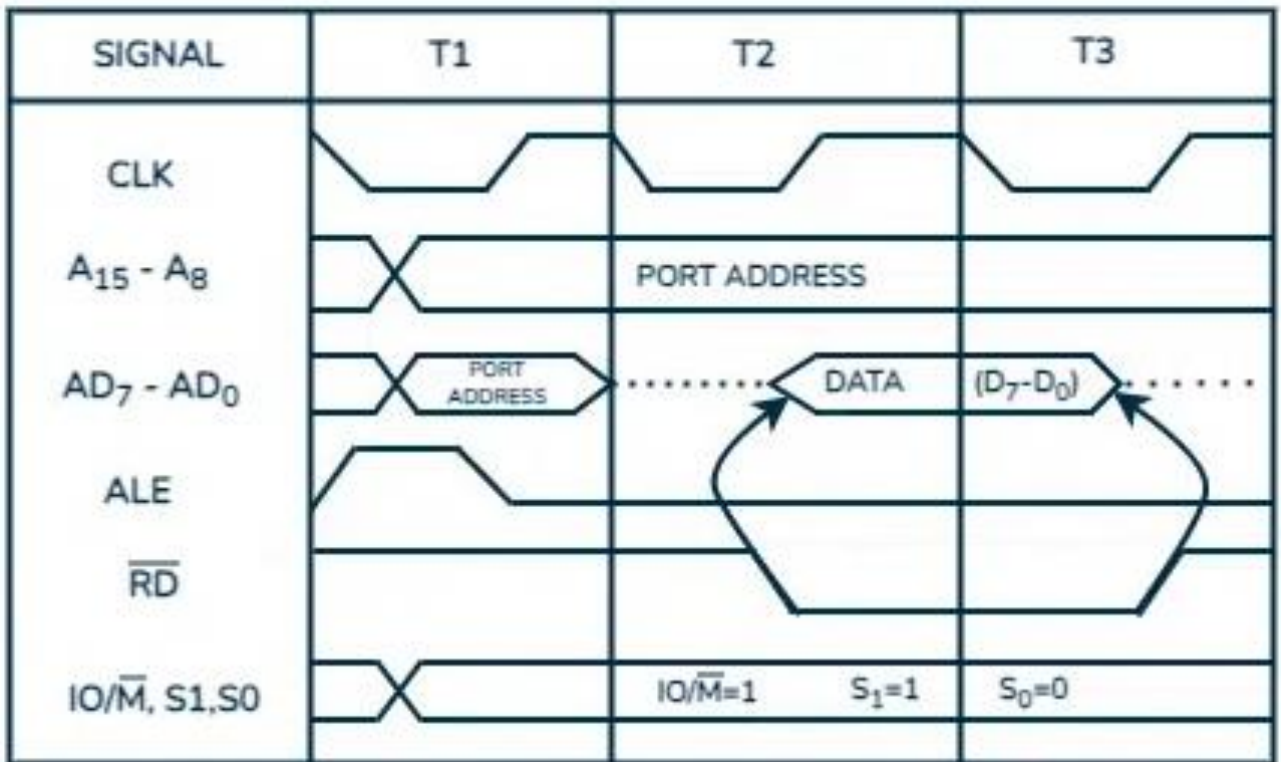 SIGNAL T1 T2 T3
CLK
A₁₅ - A₈ PORT ADDRESS
AD₇ - AD₀ PORT ADDRESS DATA (D₇-D₀)
ALE
R̅D̅
IO/M̅, S1,S0 IO/M̅=1 S₁=1 S₀=0